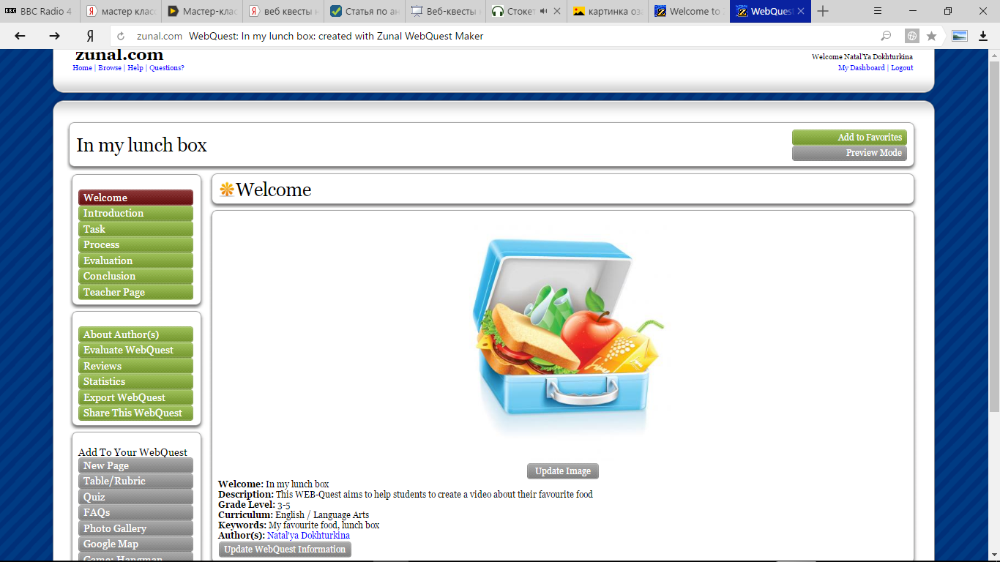 BBC Radio 4
мастер клас
Мастер-клас
веб квесты н
Статья по ан
Веб-квесты
Стокет
картинка оза
Welcome to
WebQuest
Я
zunal.com WebQuest: In my lunch box: created with Zunal WebQuest Maker
zunal.com
Home | Browse | Help | Questions?
Welcome Natal'Ya Dokhturkina
My Dashboard | Logout
In my lunch box
Add to Favorites
Preview Mode
Welcome
Introduction
Task
Process
Evaluation
Conclusion
Teacher Page
About Author(s)
Evaluate WebQuest
Reviews
Statistics
Export WebQuest
Share This WebQuest
Add To Your WebQuest
New Page
Table/Rubric
Quiz
FAQs
Photo Gallery
Google Map
Game: Hangman
Welcome
Update Image
Welcome: In my lunch box
Description: This WEB-Quest aims to help students to create a video about their favourite food
Grade Level: 3-5
Curriculum: English / Language Arts
Keywords: My favourite food, lunch box
Author(s): Natal'ya Dokhturkina
Update WebQuest Information